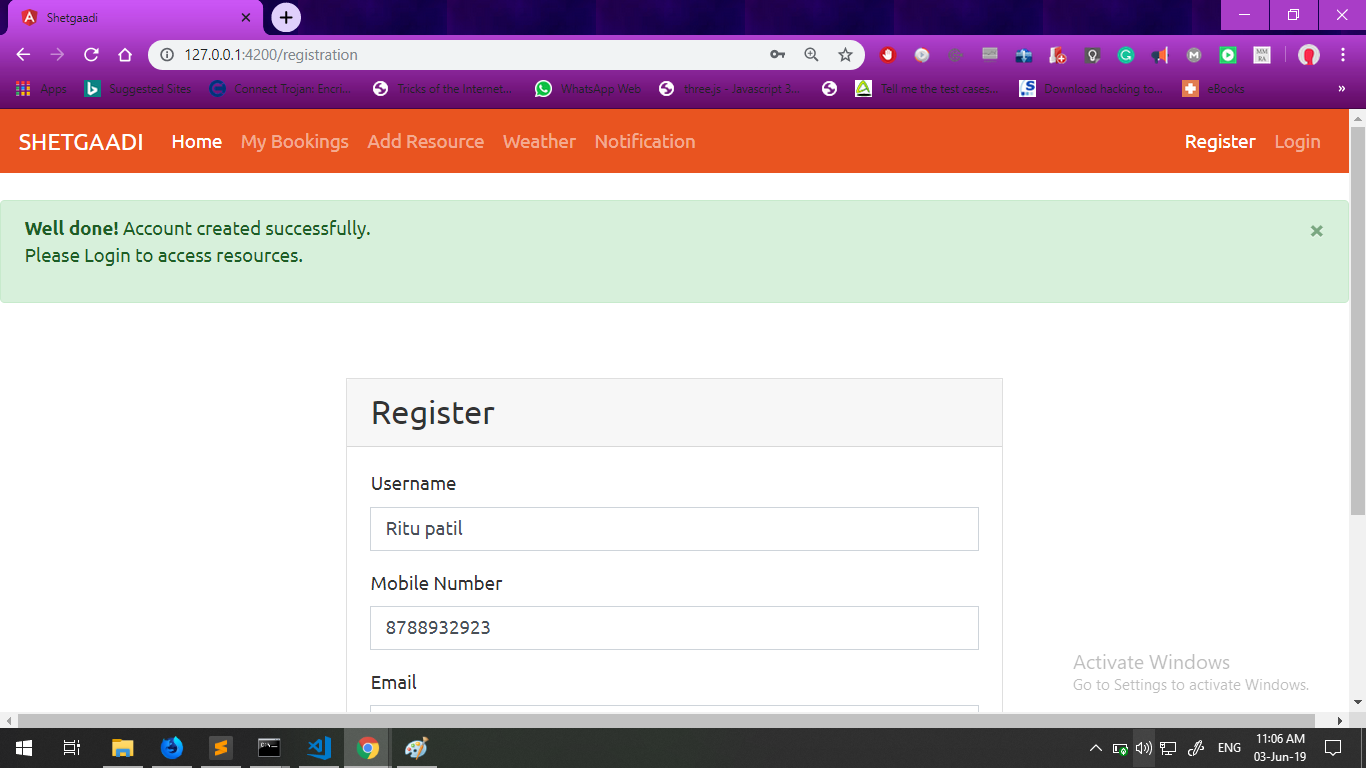 Shetgaadi
127.0.0.1:4200/registration
Apps Suggested Sites Connect Trojan: Encri... Tricks of the Internet... WhatsApp Web three.js - Javascript 3... Tell me the test cases... Download hacking to... eBooks »
SHETGAADI Home My Bookings Add Resource Weather Notification Register Login
Well done! Account created successfully. ×
Please Login to access resources.
Register
Username
Ritu patil
Mobile Number
8788932923
Email
Activate Windows
Go to Settings to activate Windows.
ENG 11:06 AM
03-Jun-19